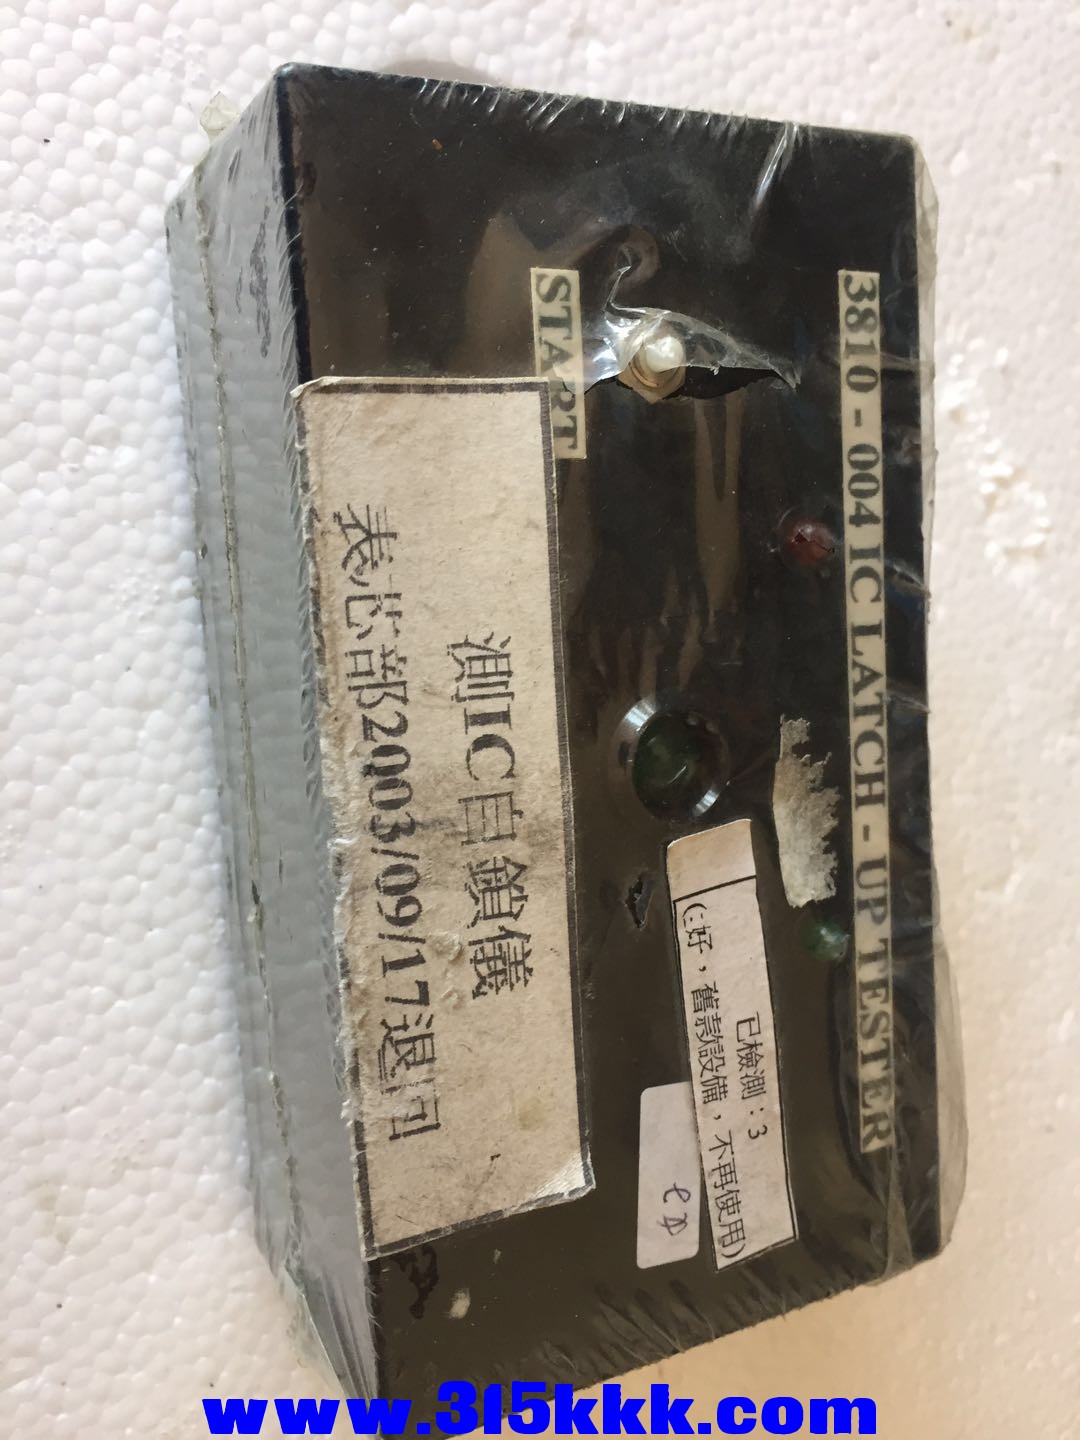 3810 - 004 IC LATCH - UP TESTER
START
已檢測：3
好，舊款設備，不再使用)
測IC自鎖儀
表芯部2003/09/17退回
www.315kkk.com